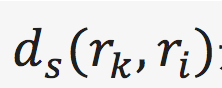 d_s(r_k, r_i)